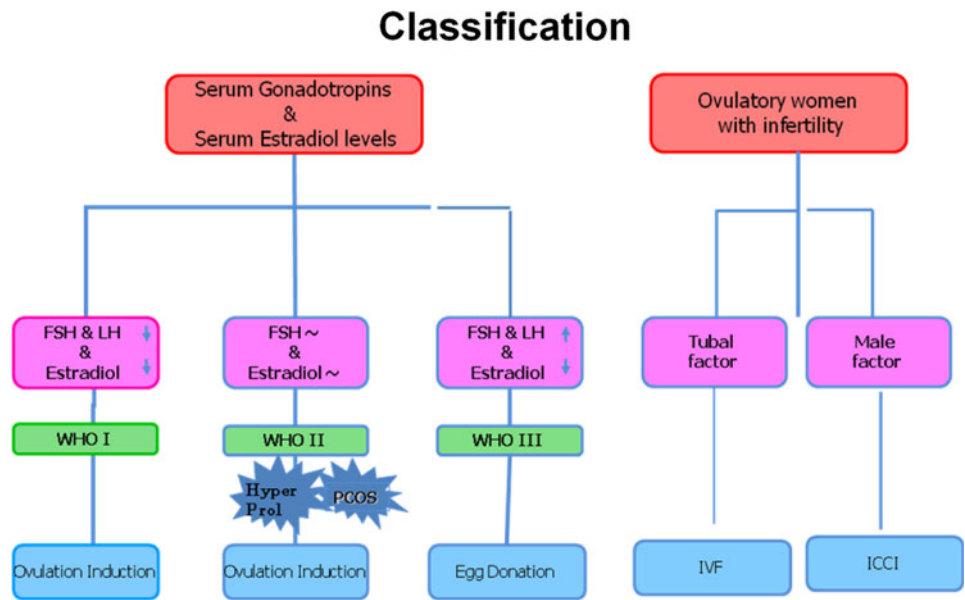 Classification
Serum Gonadotropins
&
Serum Estradiol levels
Ovulatory women
with infertility
FSH & LH ↓
&
Estradiol ↓
FSH ~
&
Estradiol ~
FSH & LH ↑
&
Estradiol ↓
Tubal
factor
Male
factor
WHO I
WHO II
WHO III
Hyper
Prol
PCOS
Ovulation Induction
Ovulation Induction
Egg Donation
IVF
ICCI